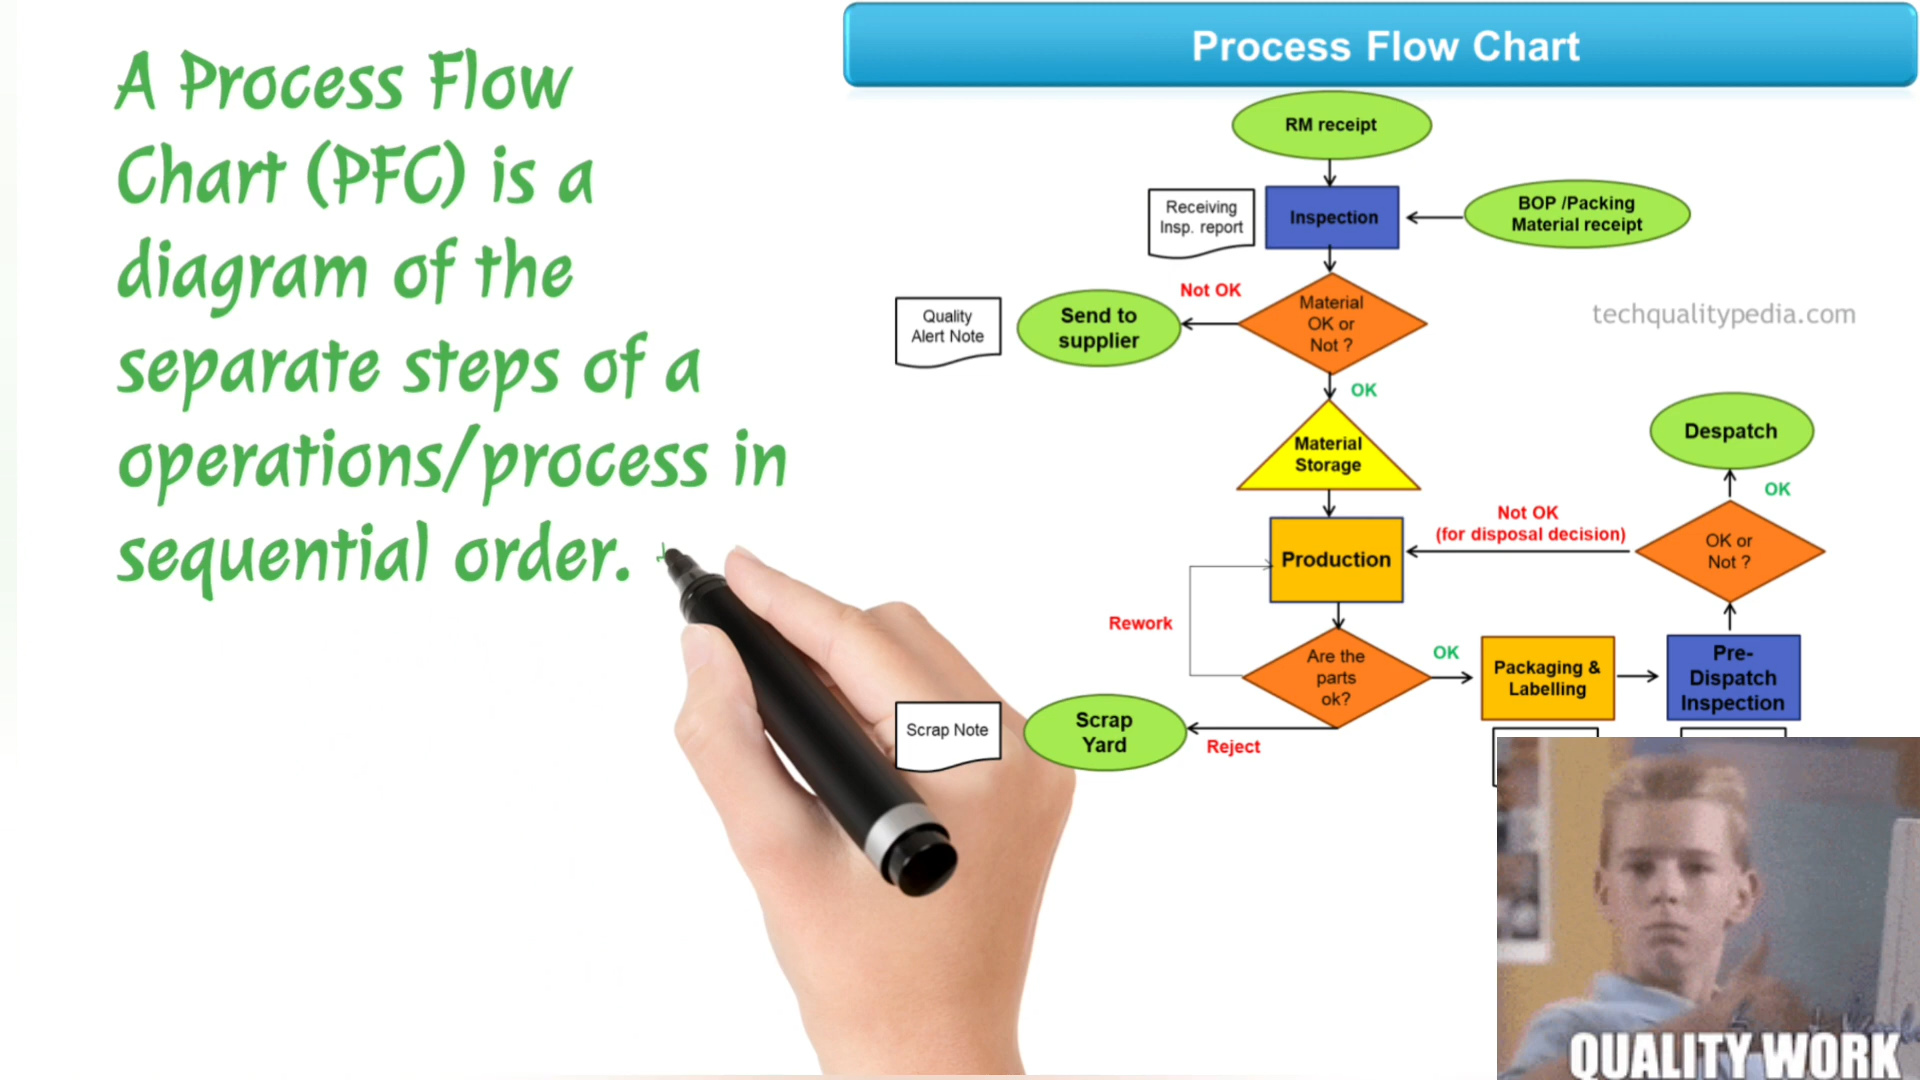 A Process Flow
Chart (PFC) is a
diagram of the
separate steps of a
operations/process in
sequential order.
Process Flow Chart
RM receipt
Receiving
Insp. report
Inspection
BOP /Packing
Material receipt
Not OK
Material
OK or
Not ?
Quality
Alert Note
Send to
supplier
techqualitypedia.com
OK
Material
Storage
Despatch
OK
Not OK
(for disposal decision)
OK or
Not ?
Production
Rework
Are the
parts
ok?
OK
Packaging &
Labelling
Pre-
Dispatch
Inspection
Scrap Note
Scrap
Yard
Reject
QUALITY WORK